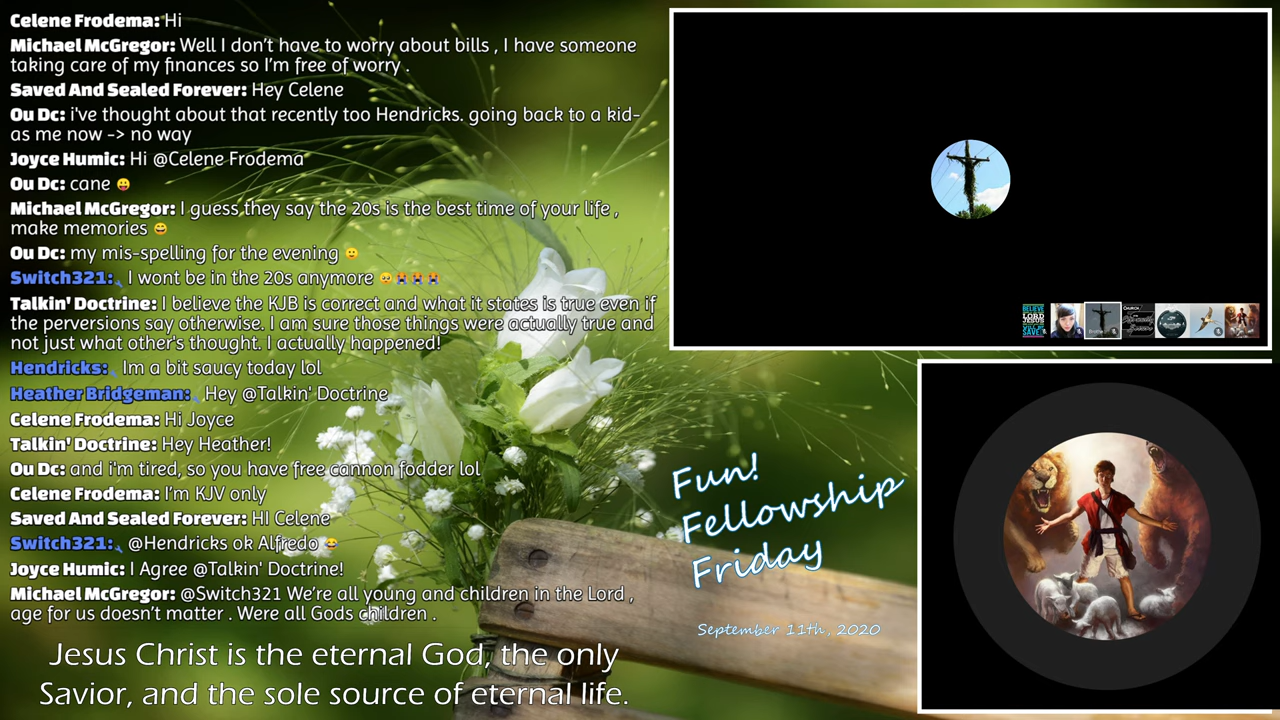 Celene Frodema: Hi
Michael McGregor: Well I don't have to worry about bills , I have someone
taking care of my finances so I'm free of worry .
Saved And Sealed Forever: Hey Celene
Ou Dc: i've thought about that recently too Hendricks. going back to a kid-
as me now -> no way
Joyce Humic: Hi @Celene Frodema
Ou Dc: cane 😛
Michael McGregor: I guess they say the 20s is the best time of your life ,
make memories 😄
Ou Dc: my mis-spelling for the evening 🙂
Switch321: I wont be in the 20s anymore 🥺😭😭😭
Talkin' Doctrine: I believe the KJB is correct and what it states is true even if
the perversions say otherwise. I am sure those things were actually true and
not just what other's thought. I actually happened!
Hendricks: Im a bit saucy today lol
Heather Bridgeman: Hey @Talkin' Doctrine
Celene Frodema: Hi Joyce
Talkin' Doctrine: Hey Heather!
Ou Dc: and i'm tired, so you have free cannon fodder lol
Celene Frodema: I'm KJV only
Saved And Sealed Forever: HI Celene
Switch321: @Hendricks ok Alfredo 😂
Joyce Humic: I Agree @Talkin' Doctrine!
Michael McGregor: @Switch321 We're all young and children in the Lord ,
age for us doesn't matter . Were all Gods children .
Jesus Christ is the eternal God, the only
Savior, and the sole source of eternal life.
BELIEVE
LORD
JESUS
SAVE
CHURCH
Fun!
Fellowship
Friday
September 11th, 2020